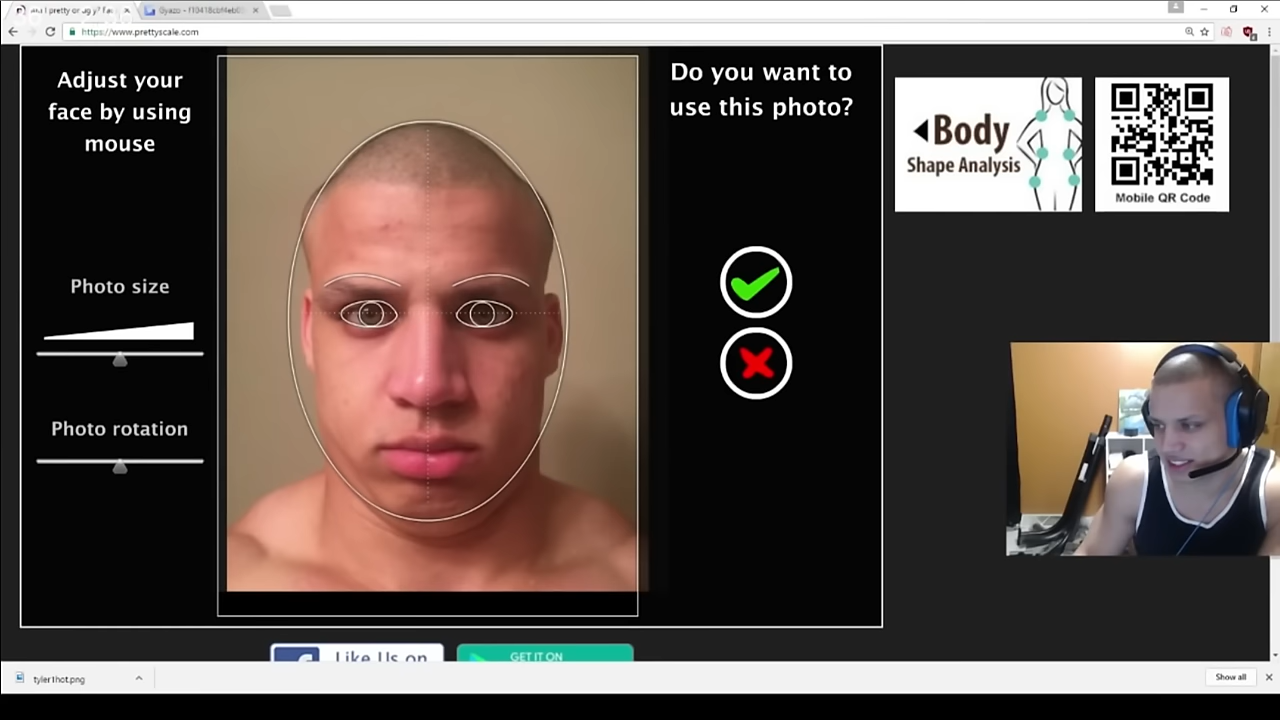 Gyazo -
https://www.prettyscale.com
Adjust your
face by using
mouse
Photo size
Photo rotation
Do you want to
use this photo?
Body
Shape Analysis
Mobile QR Code
Like Us on
GET IT ON
tyler1hot.png
Show all